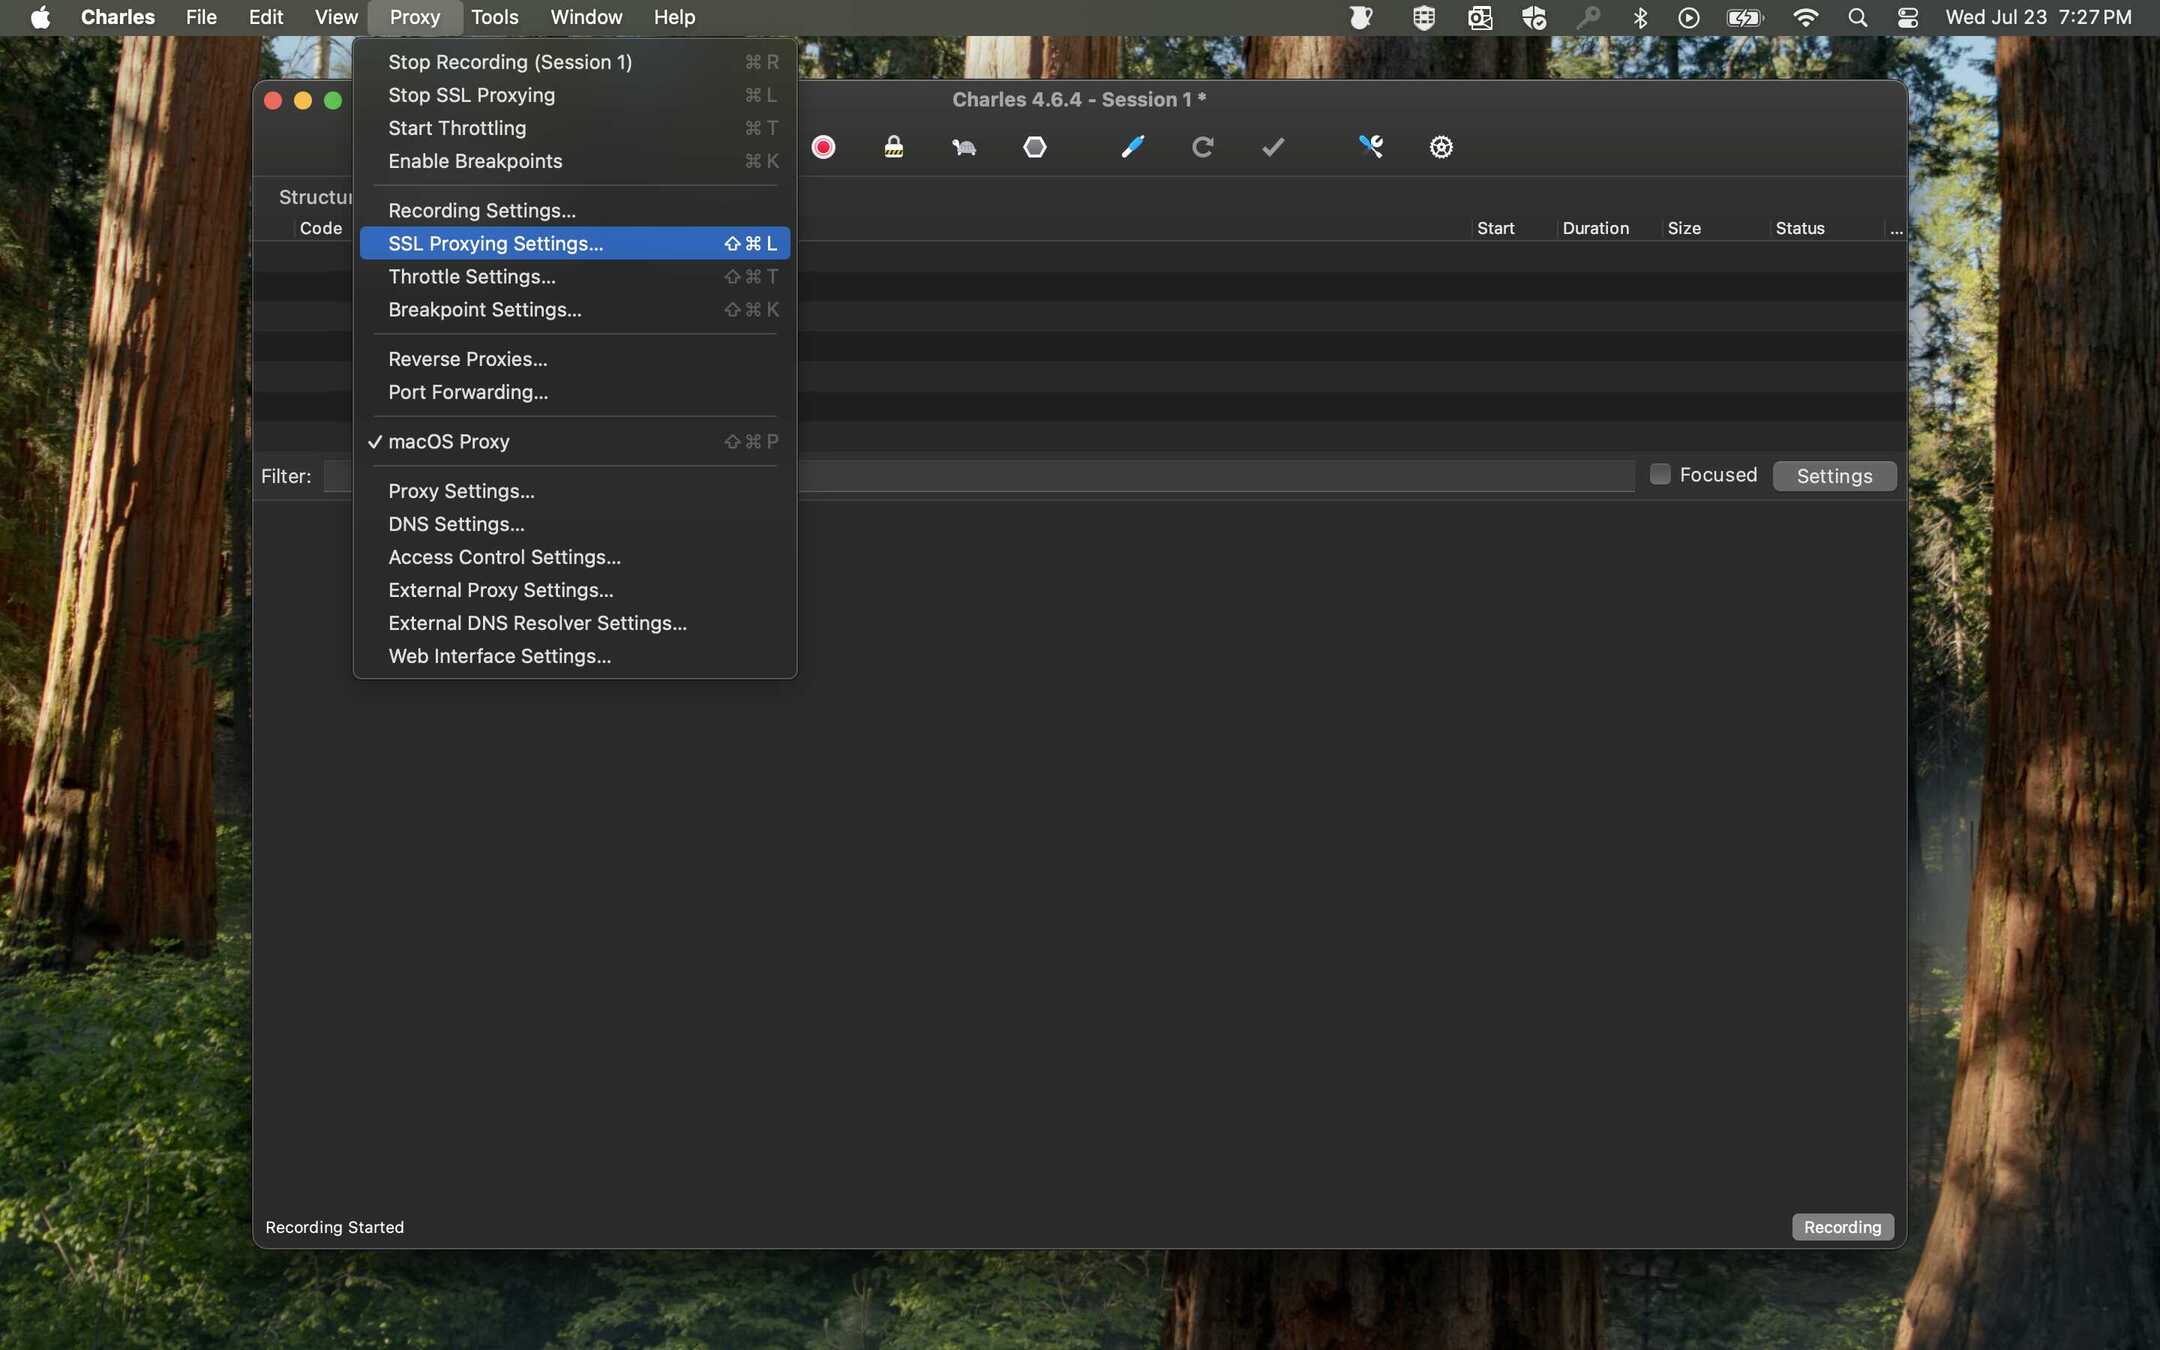 Charles File Edit View Proxy Tools Window Help Wed Jul 23 7:27 PM
Stop Recording (Session 1) ⌘ R
Stop SSL Proxying ⌘ L
Start Throttling ⌘ T
Enable Breakpoints ⌘ K
Recording Settings... 
SSL Proxying Settings... ⇧ ⌘ L
Throttle Settings... ⇧ ⌘ T
Breakpoint Settings... ⇧ ⌘ K
Reverse Proxies...
Port Forwarding...
✓ macOS Proxy ⇧ ⌘ P
Proxy Settings...
DNS Settings...
Access Control Settings...
External Proxy Settings...
External DNS Resolver Settings...
Web Interface Settings...
Charles 4.6.4 - Session 1 *
Structur
Code Start Duration Size Status ...
Filter: Focused Settings
Recording Started Recording